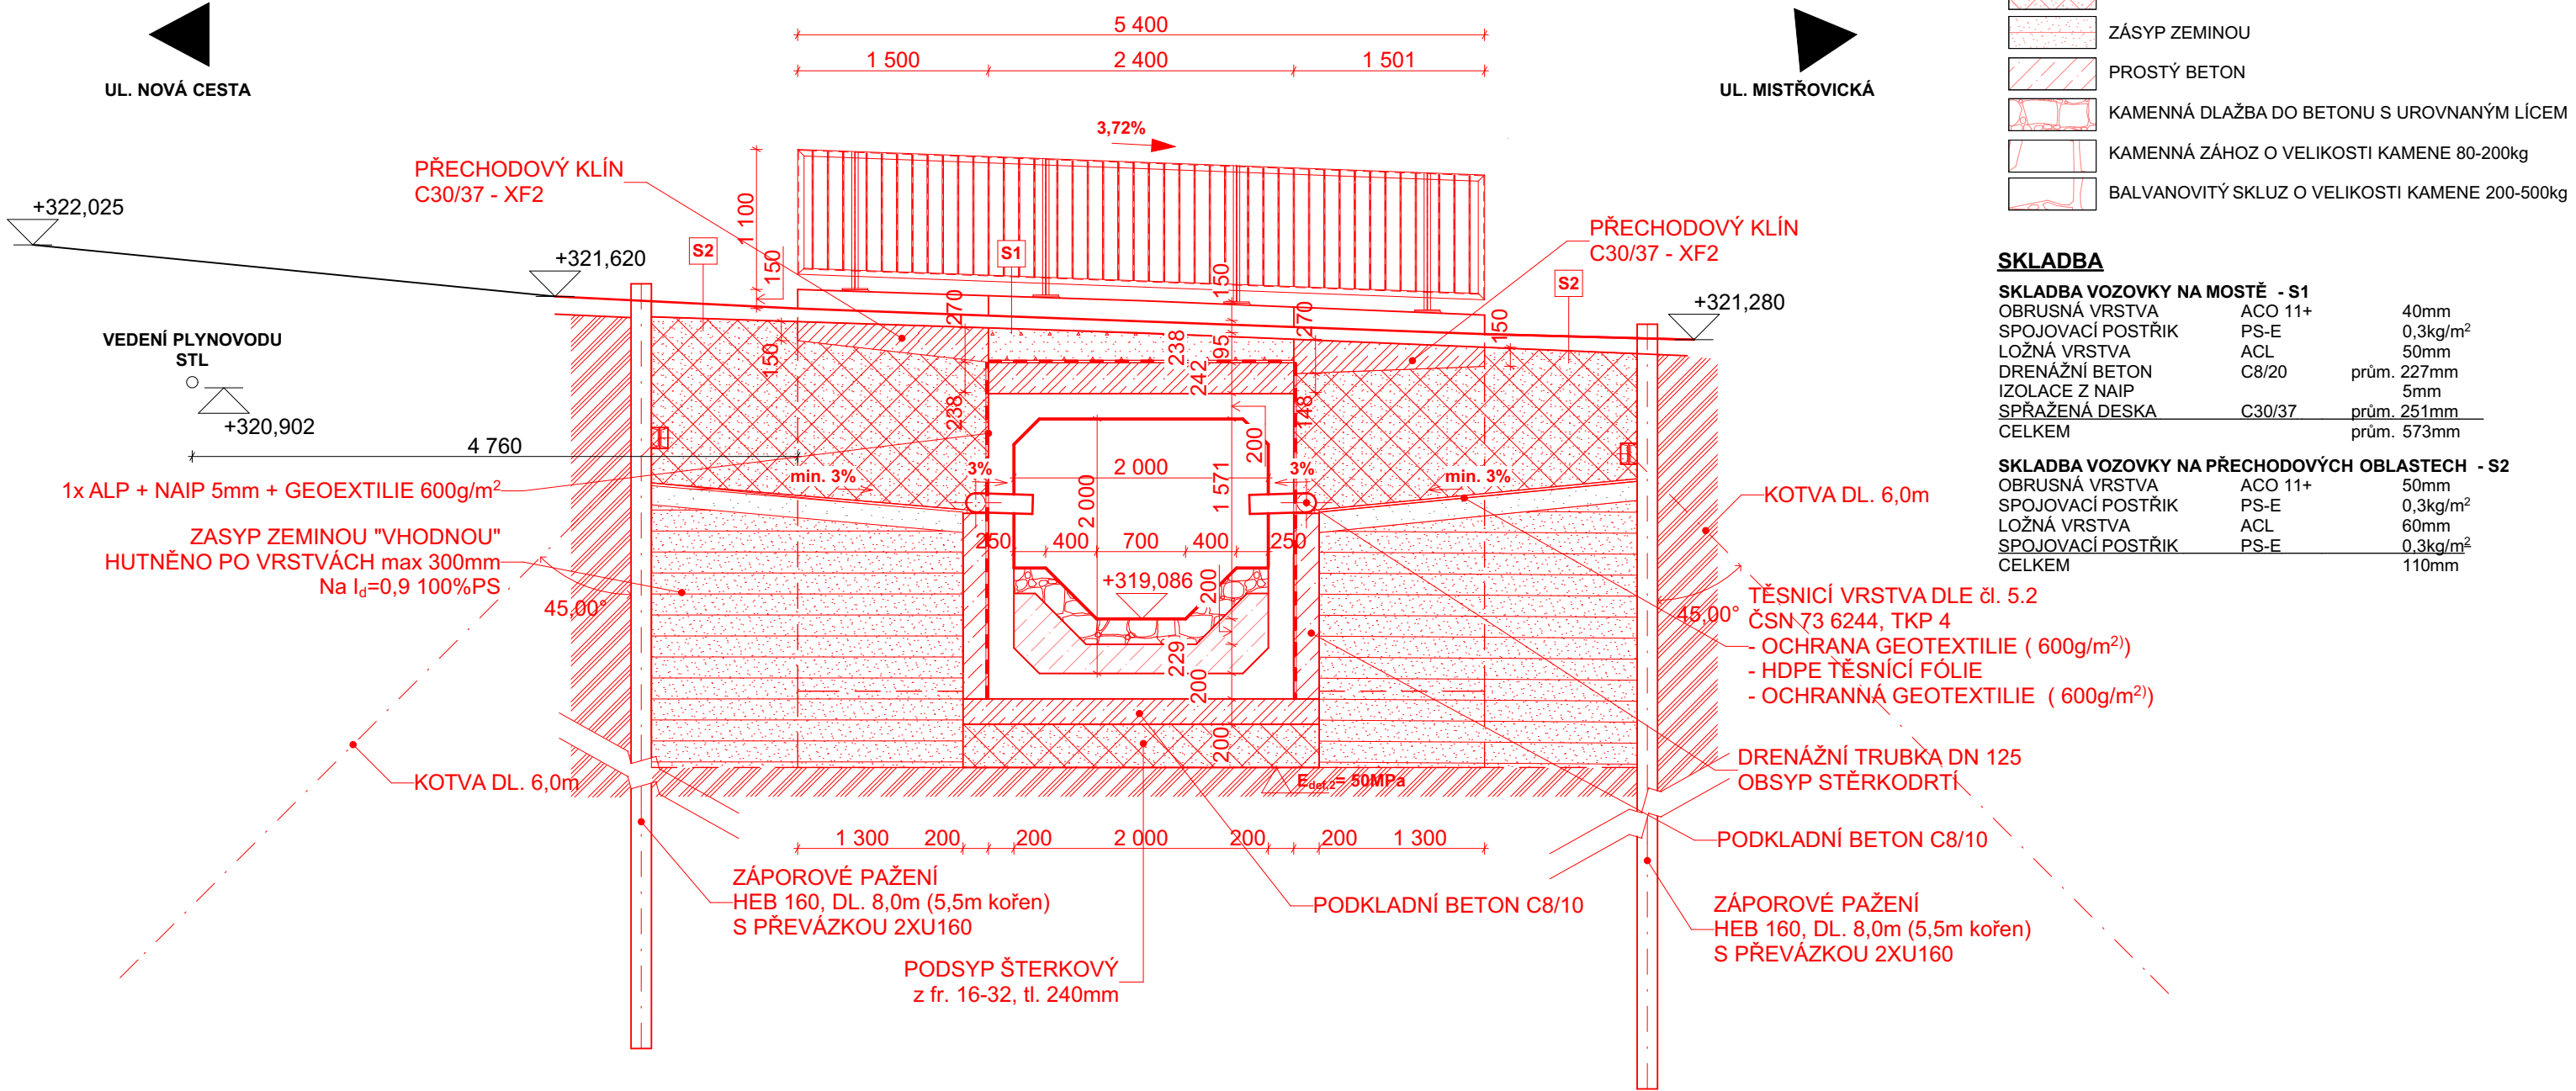 UL. NOVÁ CESTA
UL. MISTŘOVICKÁ
5 400
1 500
2 400
1 501
3,72%
PŘECHODOVÝ KLÍN
C30/37 - XF2
PŘECHODOVÝ KLÍN
C30/37 - XF2
+322,025
+321,620
+321,280
S2
S1
S2
1 100
150
150
270
238
238
95
242
150
270
148
150
200
VEDENÍ PLYNOVODU
STL
+320,902
4 760
1x ALP + NAIP 5mm + GEOEXTILIE 600g/m²
ZASYP ZEMINOU "VHODNOU"
HUTNĚNO PO VRSTVÁCH max 300mm
Na Id=0,9 100%PS
45,00°
min. 3%
3%
2 000
3%
min. 3%
2 000
1 571
250
400
700
400
250
+319,086
200
229
200
200
Edef,2= 50MPa
KOTVA DL. 6,0m
KOTVA DL. 6,0m
45,00°
TĚSNICÍ VRSTVA DLE čl. 5.2
ČSN 73 6244, TKP 4
- OCHRANA GEOTEXTILIE ( 600g/m²⁾)
- HDPE TĚSNÍCÍ FÓLIE
- OCHRANNÁ GEOTEXTILIE ( 600g/m²⁾)
DRENÁŽNÍ TRUBKA DN 125
OBSYP STĚRKODRTÍ
PODKLADNÍ BETON C8/10
1 300
200
200
2 000
200
200
1 300
ZÁPOROVÉ PAŽENÍ
HEB 160, DL. 8,0m (5,5m kořen)
S PŘEVÁZKOU 2XU160
PODKLADNÍ BETON C8/10
ZÁPOROVÉ PAŽENÍ
HEB 160, DL. 8,0m (5,5m kořen)
S PŘEVÁZKOU 2XU160
PODSYP ŠTERKOVÝ
z fr. 16-32, tl. 240mm
ZÁSYP ZEMINOU
PROSTÝ BETON
KAMENNÁ DLAŽBA DO BETONU S UROVNANÝM LÍCEM
KAMENNÁ ZÁHOZ O VELIKOSTI KAMENE 80-200kg
BALVANOVITÝ SKLUZ O VELIKOSTI KAMENE 200-500kg
SKLADBA
SKLADBA VOZOVKY NA MOSTĚ - S1
OBRUSNÁ VRSTVA ACO 11+ 40mm
SPOJOVACÍ POSTŘIK PS-E 0,3kg/m²
LOŽNÁ VRSTVA ACL 50mm
DRENÁŽNÍ BETON C8/20 prům. 227mm
IZOLACE Z NAIP 5mm
SPŘAŽENÁ DESKA C30/37 prům. 251mm
CELKEM prům. 573mm
SKLADBA VOZOVKY NA PŘECHODOVÝCH OBLASTECH - S2
OBRUSNÁ VRSTVA ACO 11+ 50mm
SPOJOVACÍ POSTŘIK PS-E 0,3kg/m²
LOŽNÁ VRSTVA ACL 60mm
SPOJOVACÍ POSTŘIK PS-E 0,3kg/m²
CELKEM 110mm